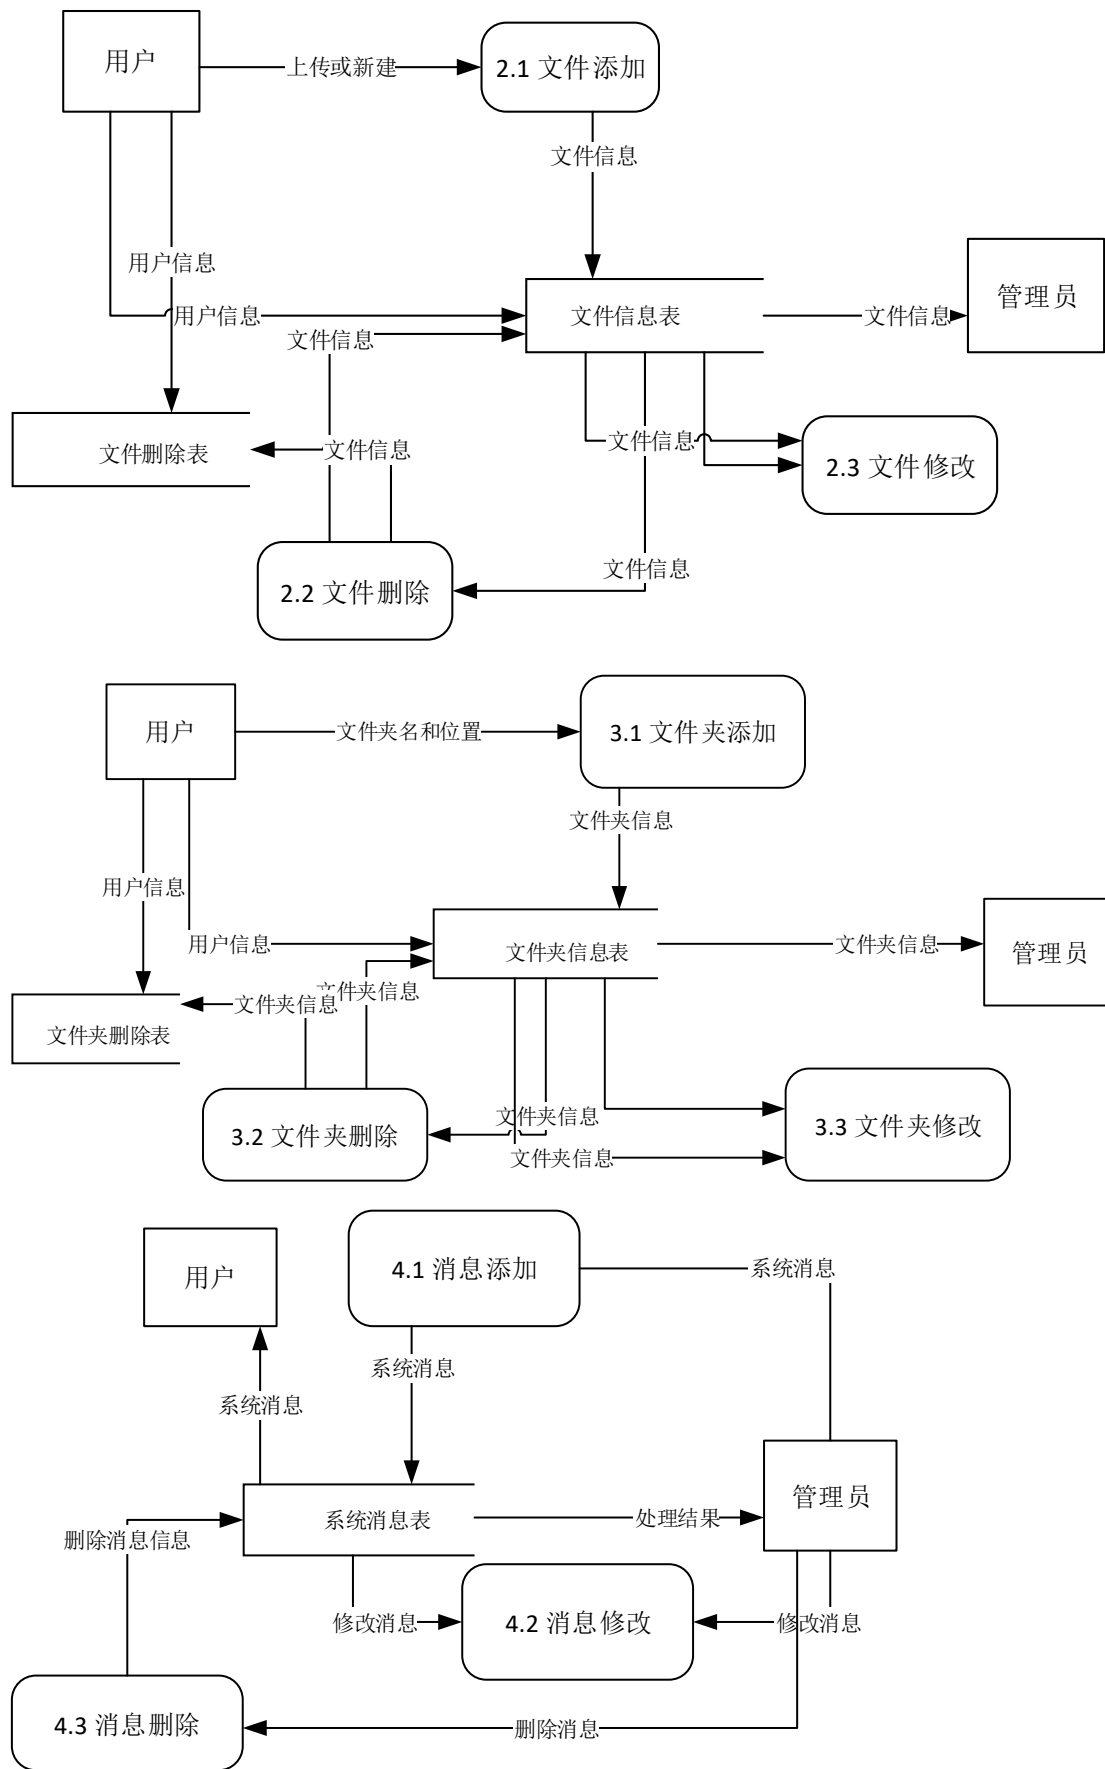 用户
上传或新建
2.1 文件添加
文件信息
用户信息
用户信息
文件信息表
文件信息
管理员
文件信息
文件删除表
文件信息
文件信息
2.3 文件修改
文件信息
2.2 文件删除
用户
文件夹名和位置
3.1 文件夹添加
文件夹信息
用户信息
用户信息
文件夹信息表
文件夹信息
管理员
文件夹信息
文件夹信息
文件夹删除表
3.2 文件夹删除
文件夹信息
文件夹信息
3.3 文件夹修改
用户
4.1 消息添加
系统消息
系统消息
系统消息
系统消息表
处理结果
管理员
删除消息信息
修改消息
4.2 消息修改
修改消息
4.3 消息删除
删除消息